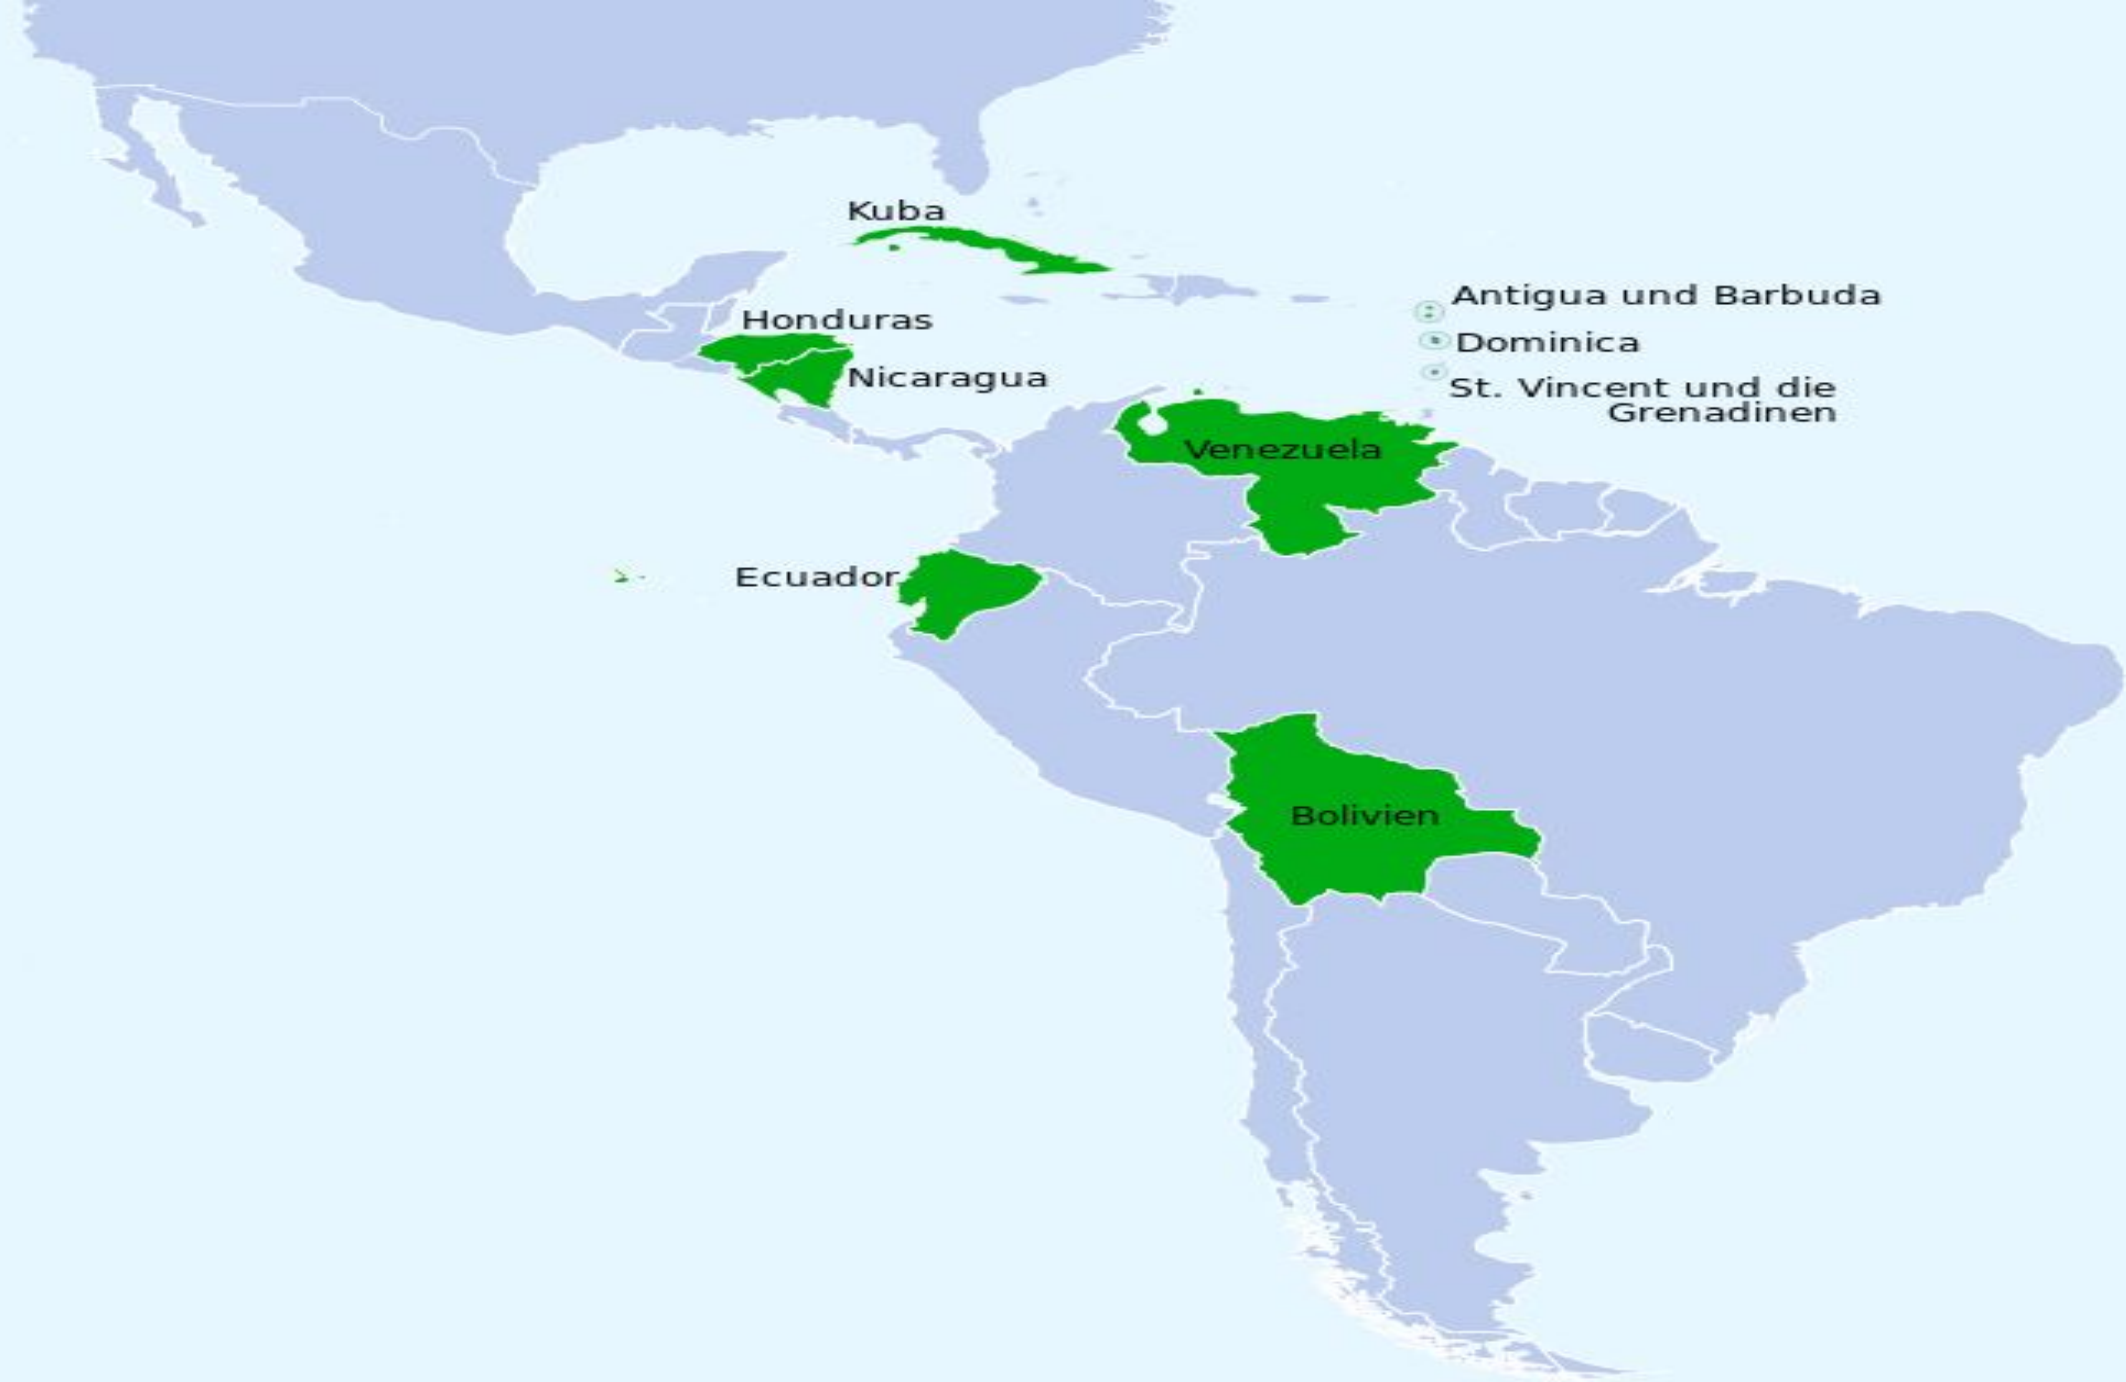 Kuba
Antigua und Barbuda
Honduras
Dominica
Nicaragua
St. Vincent und die
Grenadinen
Venezuela
Ecuador
Bolivien